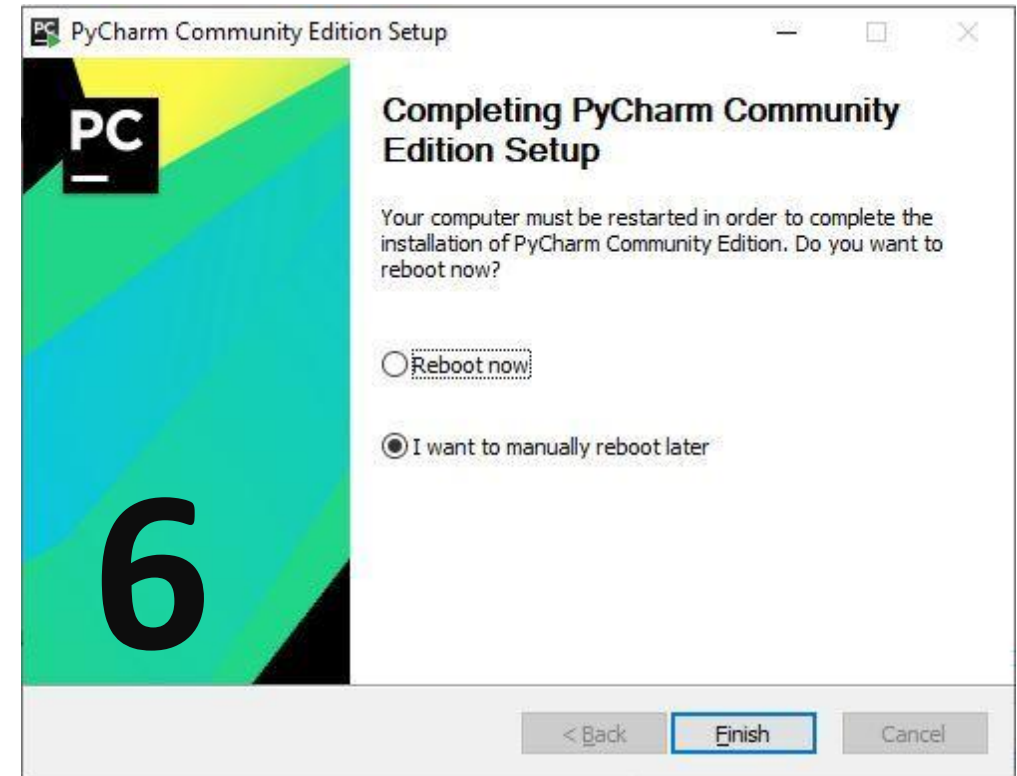 PyCharm Community Edition Setup
PC
Completing PyCharm Community
Edition Setup
Your computer must be restarted in order to complete the
installation of PyCharm Community Edition. Do you want to
reboot now?
Reboot now
I want to manually reboot later
6
< Back
Finish
Cancel